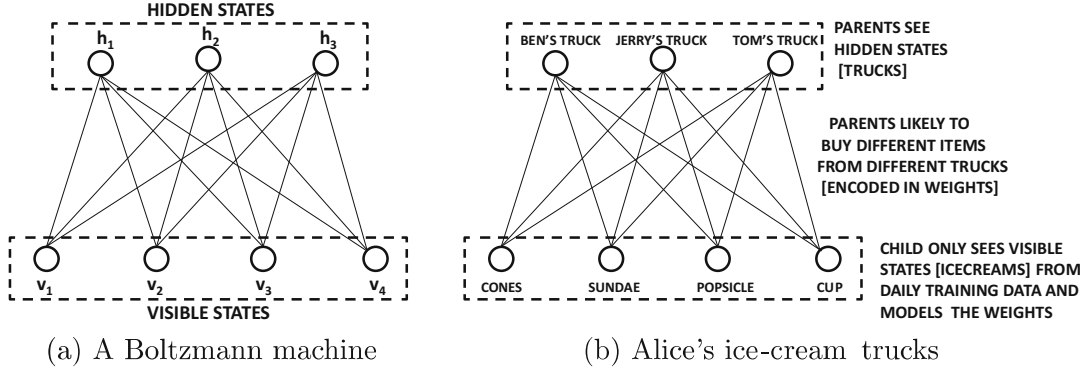 HIDDEN STATES
h1 h2 h3
v1 v2 v3 v4
VISIBLE STATES
(a) A Boltzmann machine
BEN'S TRUCK JERRY'S TRUCK TOM'S TRUCK
PARENTS SEE
HIDDEN STATES
[TRUCKS]
PARENTS LIKELY TO
BUY DIFFERENT ITEMS
FROM DIFFERENT TRUCKS
[ENCODED IN WEIGHTS]
CONES SUNDAE POPSICLE CUP
CHILD ONLY SEES VISIBLE
STATES [ICECREAMS] FROM
DAILY TRAINING DATA AND
MODELS THE WEIGHTS
(b) Alice's ice-cream trucks